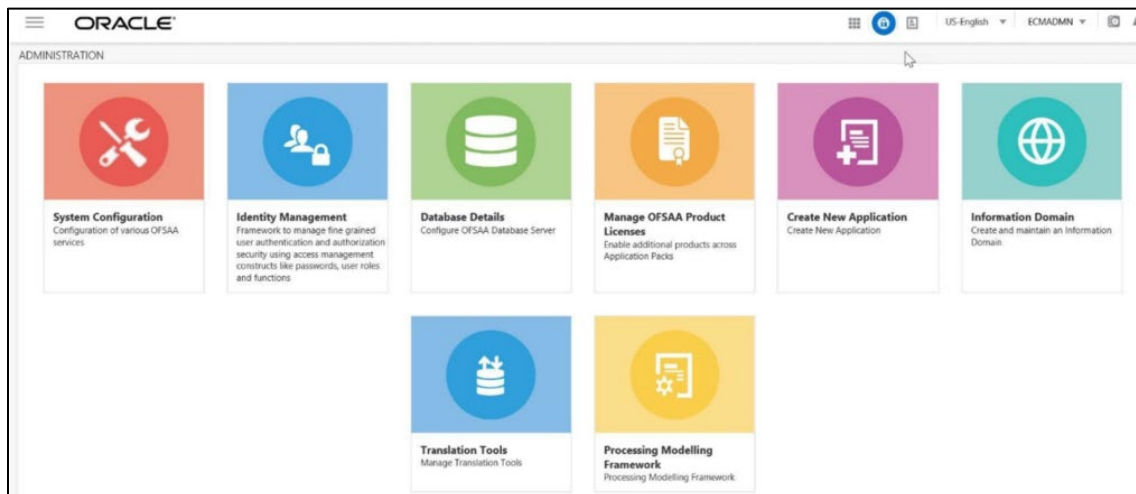 ORACLE
US-English
ECMADMN
ADMINISTRATION
System Configuration
Configuration of various OFSAA
services
Identity Management
Framework to manage fine grained
user authentication and authorization
security using access management
constructs like passwords, user roles
and functions
Database Details
Configure OFSAA Database Server
Manage OFSAA Product
Licenses
Enable additional products across
Application Packs
Create New Application
Create New Application
Information Domain
Create and maintain an Information
Domain
Translation Tools
Manage Translation Tools
Processing Modelling
Framework
Processing Modelling Framework